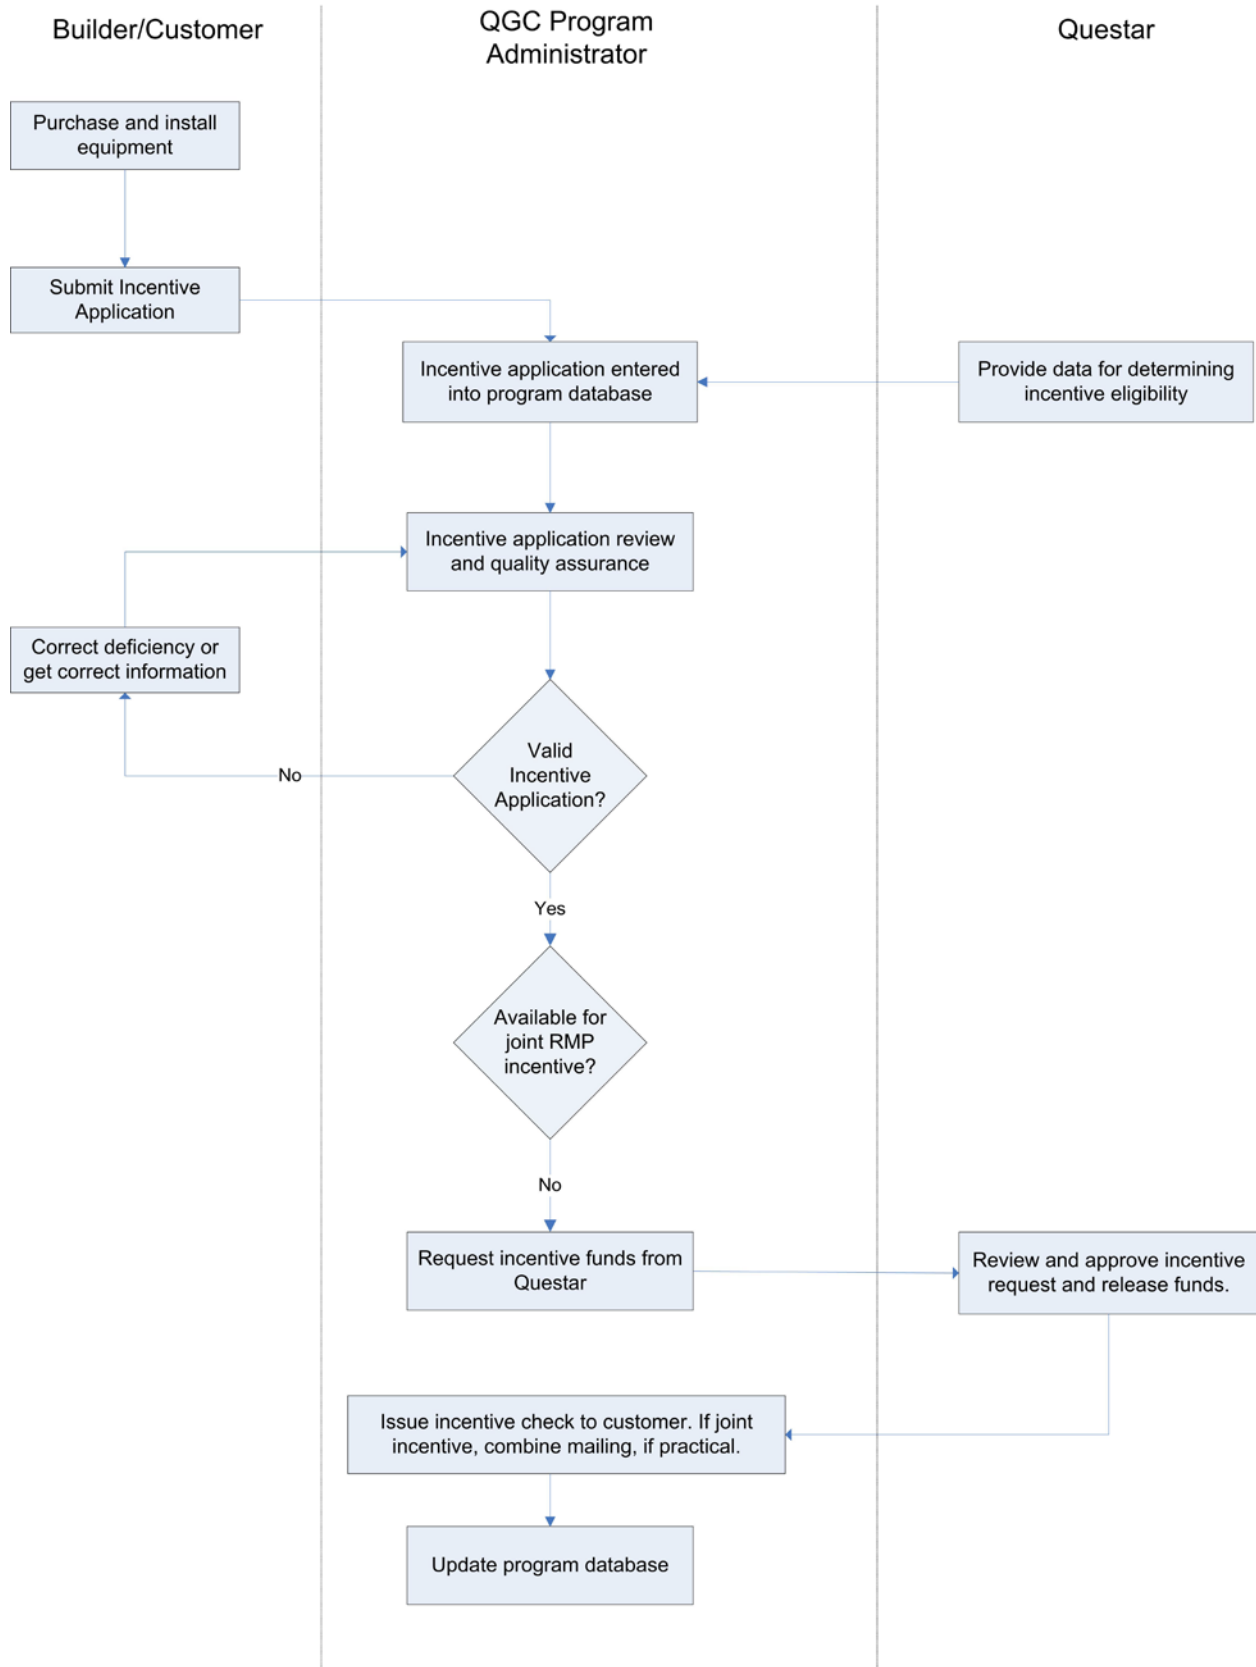 Builder/Customer
QGC Program
Administrator
Questar
Purchase and install
equipment
Submit Incentive
Application
Incentive application entered
into program database
Provide data for determining
incentive eligibility
Incentive application review
and quality assurance
Correct deficiency or
get correct information
Valid
Incentive
Application?
No
Yes
Available for
joint RMP
incentive?
No
Request incentive funds from
Questar
Review and approve incentive
request and release funds.
Issue incentive check to customer. If joint
incentive, combine mailing, if practical.
Update program database